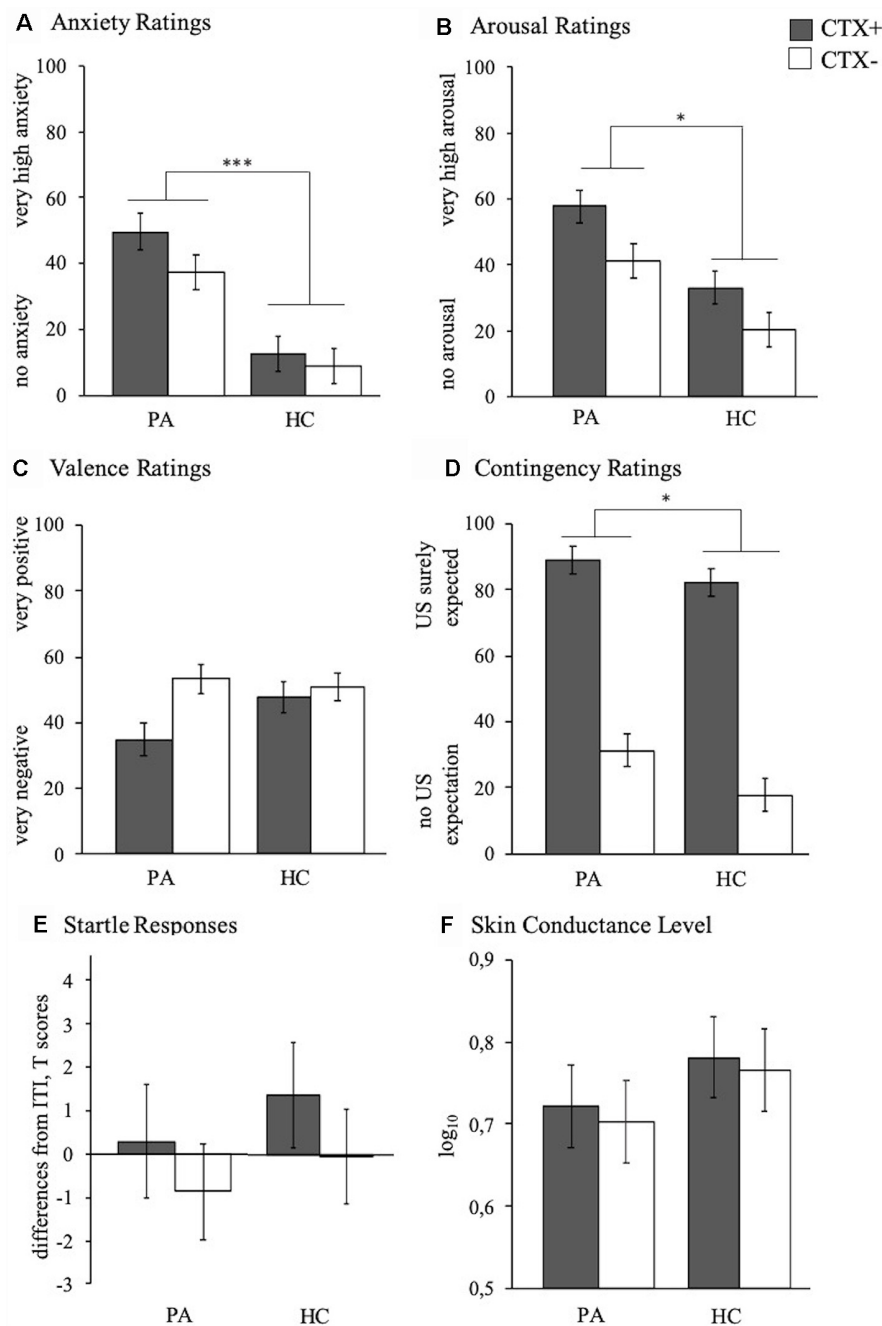 A Anxiety Ratings
very high anxiety
no anxiety
100
80
60
40
20
0
***
PA
HC
B Arousal Ratings
CTX+
CTX-
very high arousal
no arousal
100
80
60
40
20
0
*
PA
HC
C Valence Ratings
very positive
very negative
100
80
60
40
20
0
PA
HC
D Contingency Ratings
US surely
expected
no US
expectation
100
80
60
40
20
0
*
PA
HC
E Startle Responses
differences from ITI, T scores
4
3
2
1
0
-1
-2
-3
PA
HC
F Skin Conductance Level
log10
0,9
0,8
0,7
0,6
0,5
PA
HC